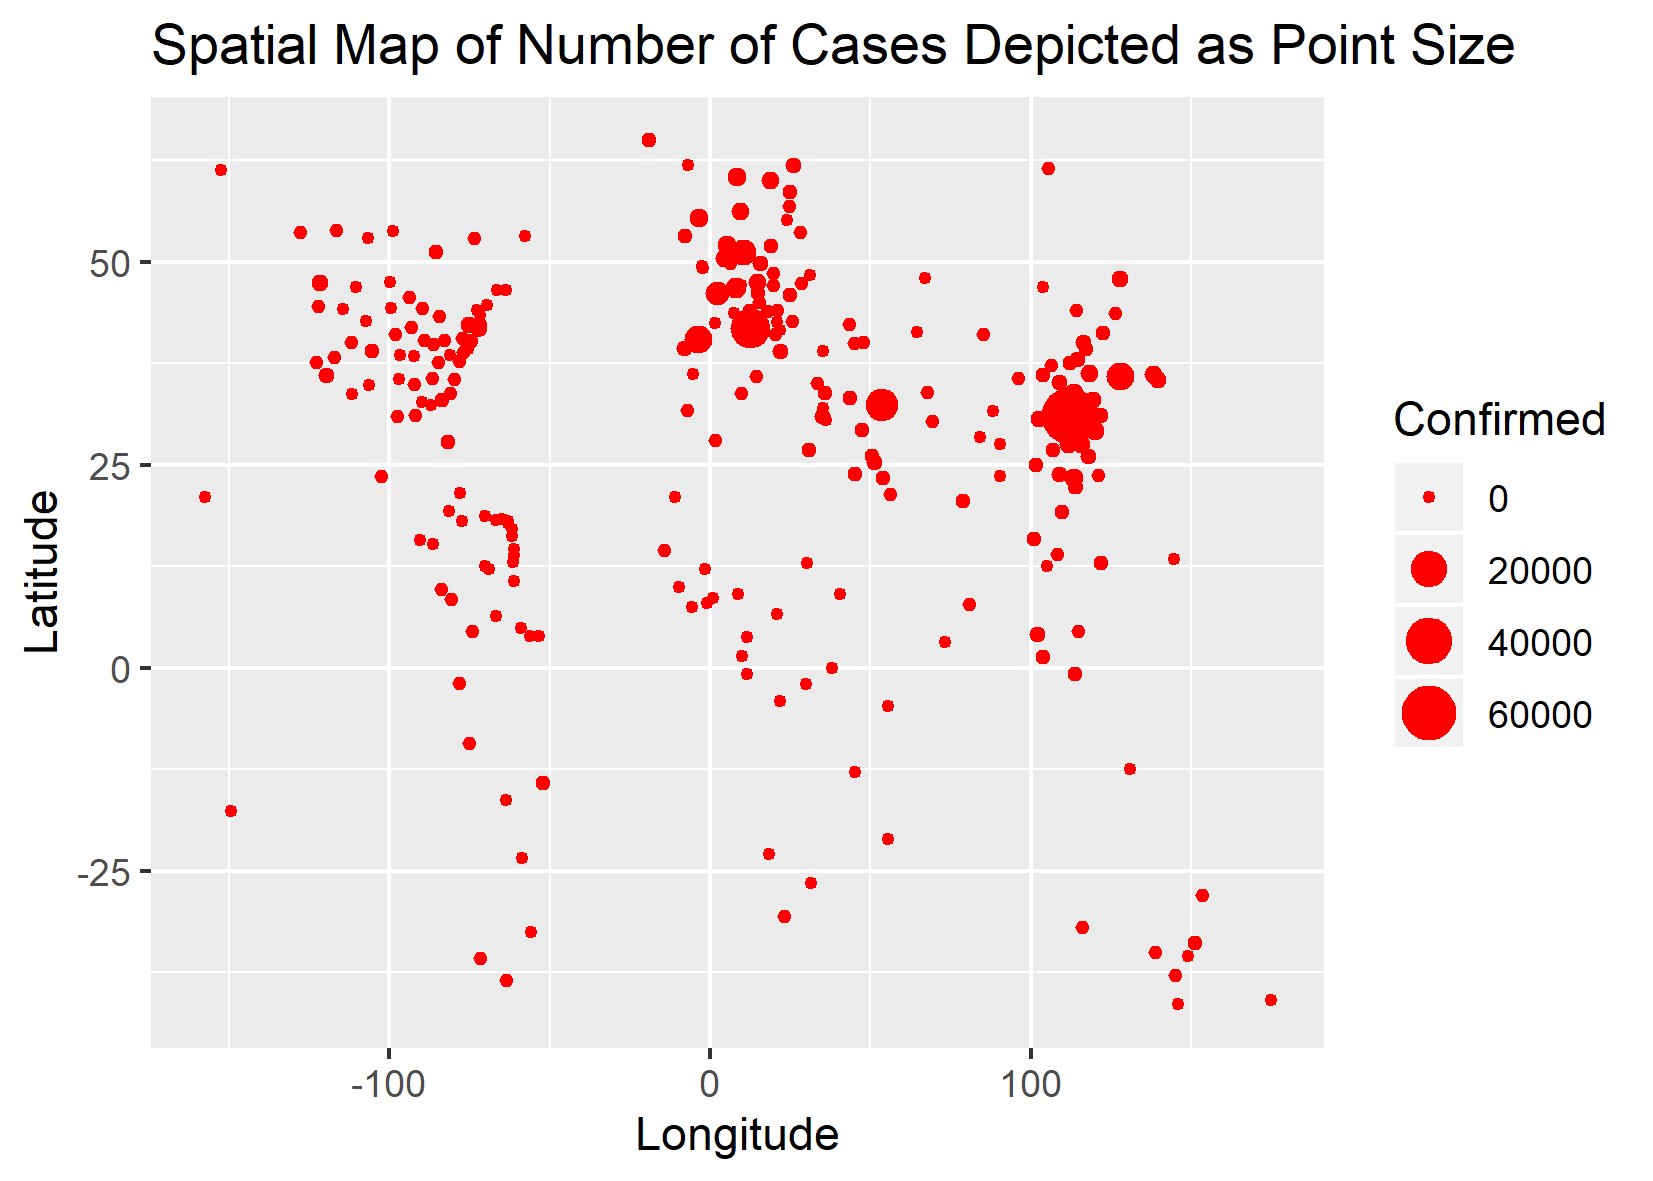 Spatial Map of Number of Cases Depicted as Point Size
Latitude
50
25
0
-25
-100
0
100
Longitude
Confirmed
0
20000
40000
60000